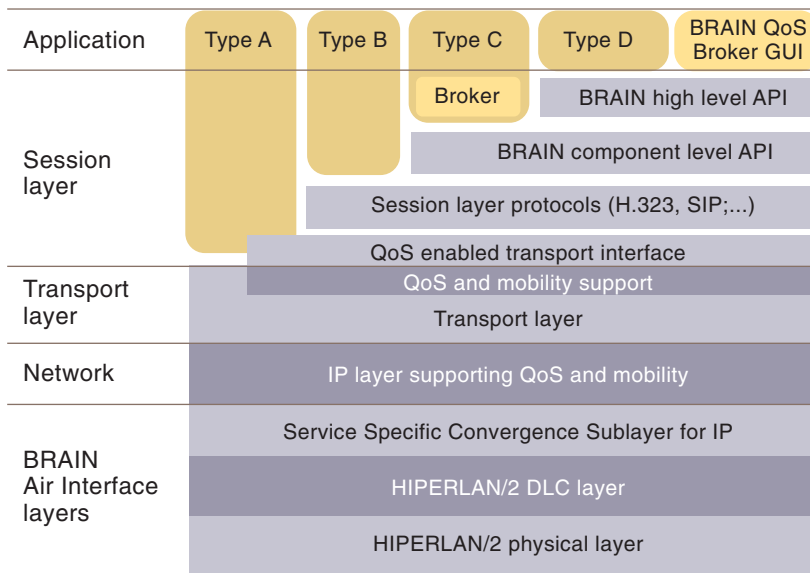 Application
Type A
Type B
Type C
Type D
BRAIN QoS
Broker GUI
Session
layer
Broker
BRAIN high level API
BRAIN component level API
Session layer protocols (H.323, SIP;...)
QoS enabled transport interface
Transport
layer
QoS and mobility support
Transport layer
Network
IP layer supporting QoS and mobility
BRAIN
Air Interface
layers
Service Specific Convergence Sublayer for IP
HIPERLAN/2 DLC layer
HIPERLAN/2 physical layer